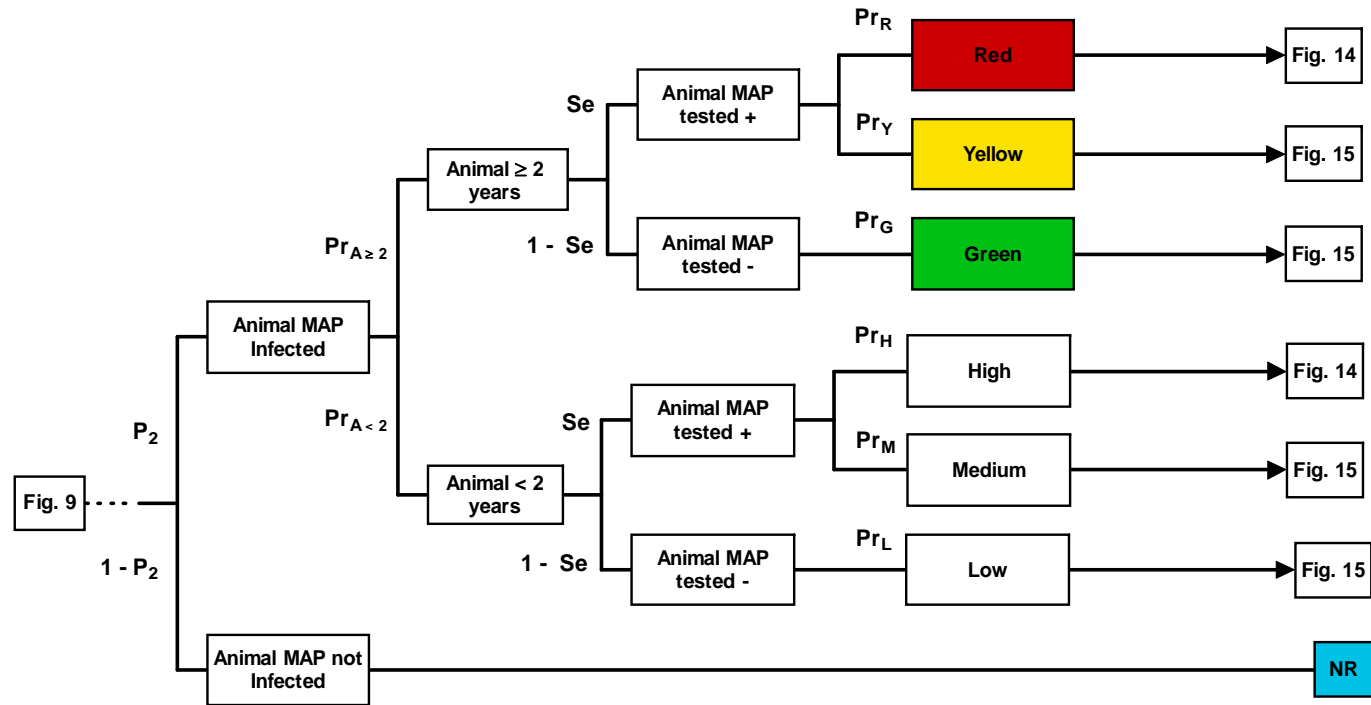 Pr_R
Red
Fig. 14
Se
Animal MAP
tested +
Pr_Y
Yellow
Fig. 15
Animal ≥ 2
years
1 - Se
Animal MAP
tested -
Pr_G
Green
Fig. 15
Pr_A ≥ 2
Animal MAP
Infected
Pr_A < 2
P_2
Pr_H
High
Fig. 14
Se
Animal MAP
tested +
Pr_M
Medium
Fig. 15
Animal < 2
years
Fig. 9
1 - Se
Animal MAP
tested -
Pr_L
Low
Fig. 15
1 - P_2
Animal MAP not
Infected
NR